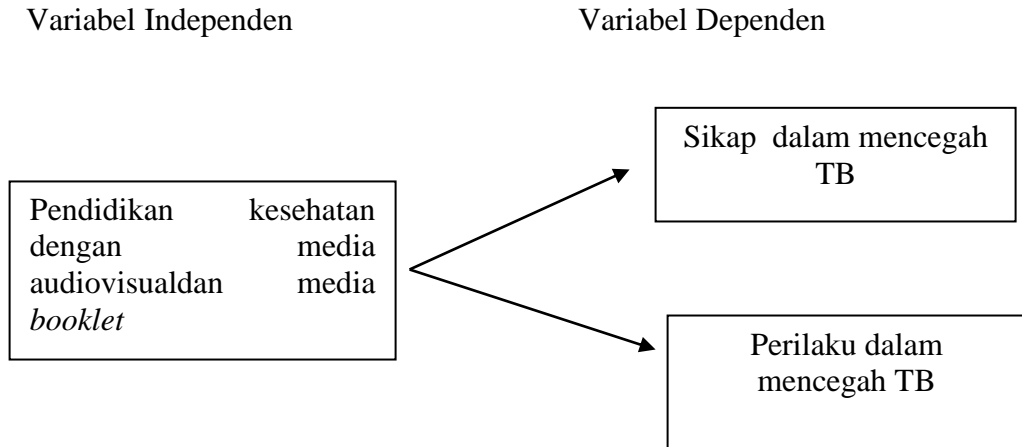 Variabel Independen
Variabel Dependen
Sikap dalam mencegah
TB
Pendidikan kesehatan
dengan media
audiovisualdan media
booklet
Perilaku dalam
mencegah TB